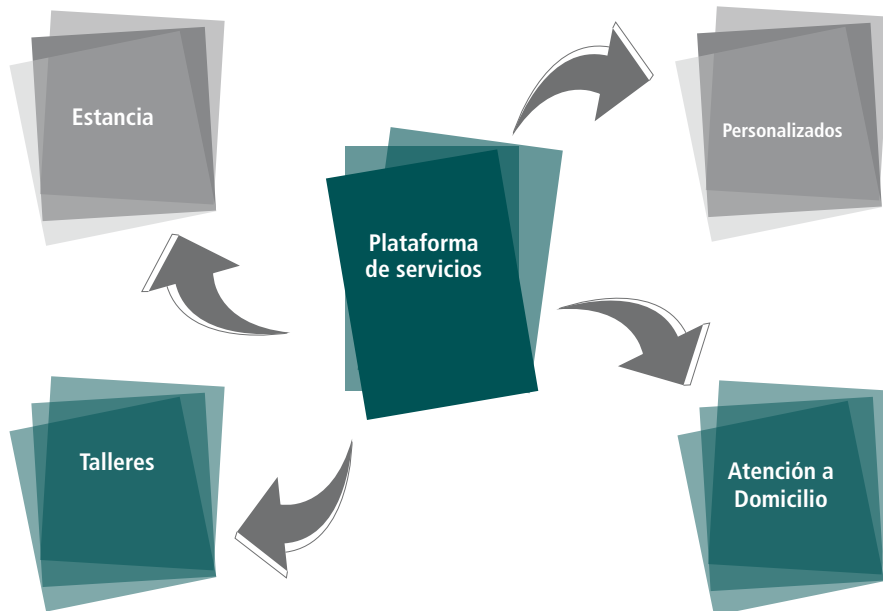 Estancia
Personalizados
Plataforma
de servicios
Talleres
Atención a
Domicilio